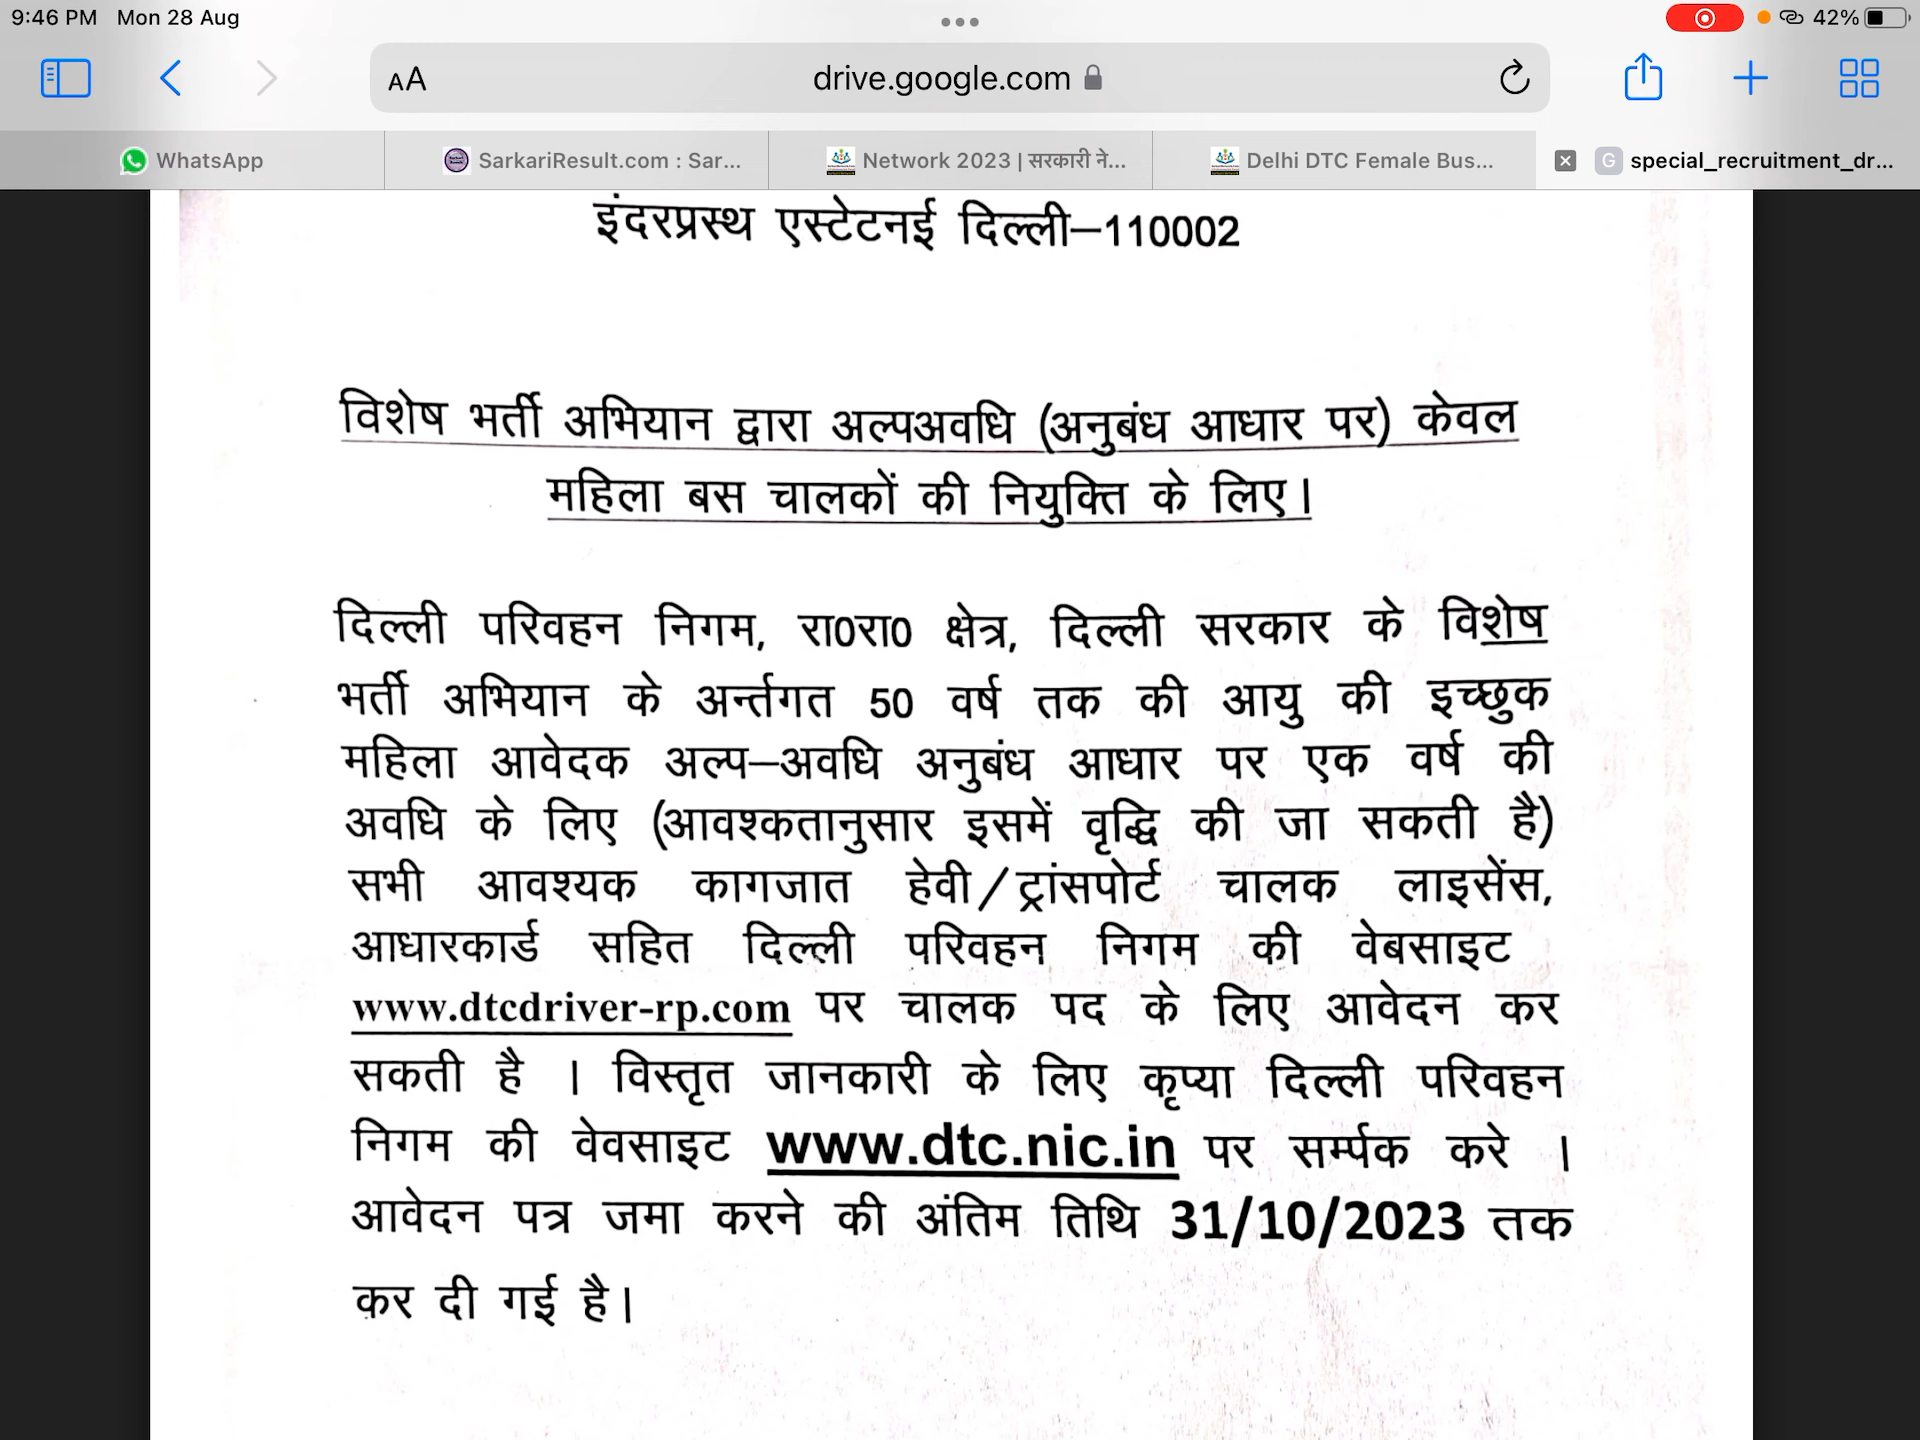 9:46 PM Mon 28 Aug
42%
AA
drive.google.com
WhatsApp
SarkariResult.com : Sar...
Network 2023 | सरकारी ने...
Delhi DTC Female Bus...
G special_recruitment_dr...
इंदरप्रस्थ एस्टेटनई दिल्ली–110002
विशेष भर्ती अभियान द्वारा अल्पअवधि (अनुबंध आधार पर) केवल
महिला बस चालकों की नियुक्ति के लिए।
दिल्ली परिवहन निगम, रा0रा0 क्षेत्र, दिल्ली सरकार के विशेष
भर्ती अभियान के अर्न्तगत 50 वर्ष तक की आयु की इच्छुक
महिला आवेदक अल्प–अवधि अनुबंध आधार पर एक वर्ष की
अवधि के लिए (आवश्कतानुसार इसमें वृद्धि की जा सकती है)
सभी आवश्यक कागजात हेवी/ट्रांसपोर्ट चालक लाइसेंस,
आधारकार्ड सहित दिल्ली परिवहन निगम की वेबसाइट
www.dtcdriver-rp.com पर चालक पद के लिए आवेदन कर
सकती है । विस्तृत जानकारी के लिए कृप्या दिल्ली परिवहन
निगम की वेवसाइट www.dtc.nic.in पर सर्म्पक करे ।
आवेदन पत्र जमा करने की अंतिम तिथि 31/10/2023 तक
कर दी गई है।